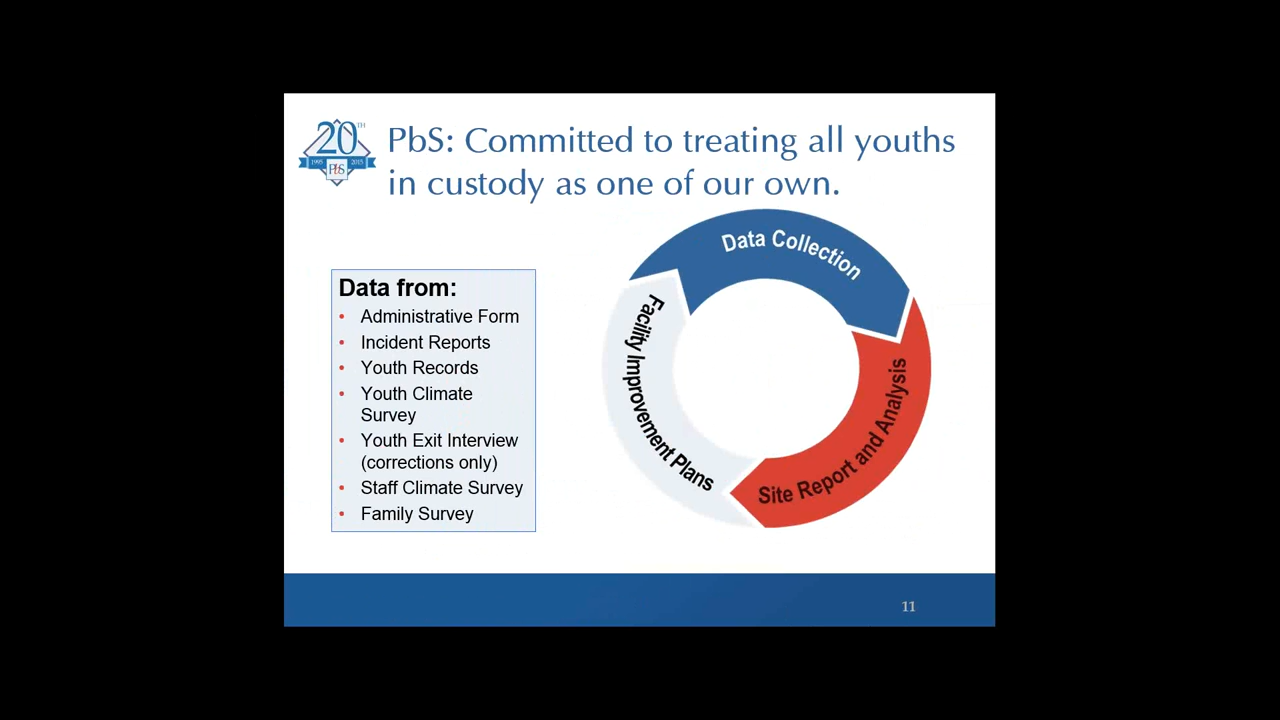 20TH
1995 PbS 2015
PbS: Committed to treating all youths
in custody as one of our own.
Data from:
• Administrative Form
• Incident Reports
• Youth Records
• Youth Climate
Survey
• Youth Exit Interview
(corrections only)
• Staff Climate Survey
• Family Survey
Data Collection
Site Report and Analysis
Facility Improvement Plans
11